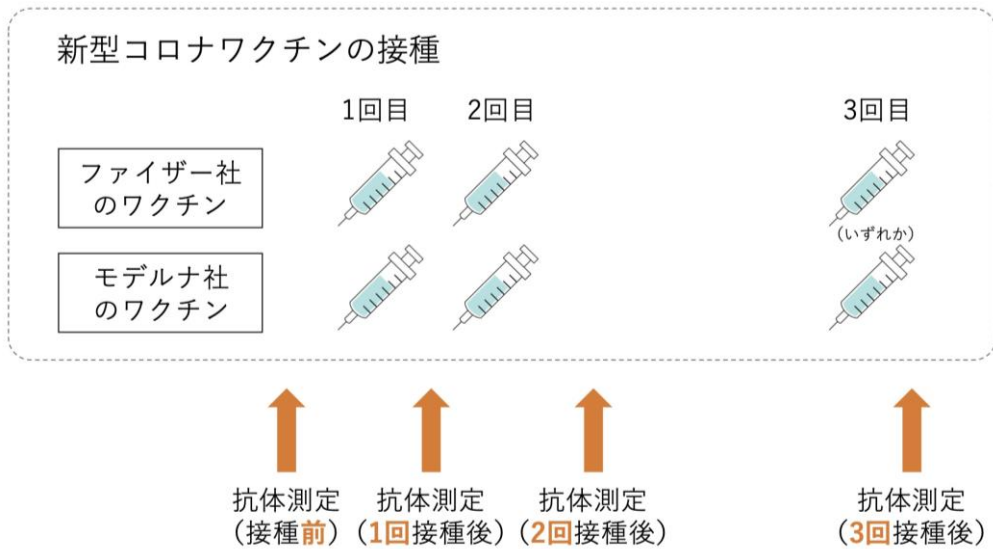 新型コロナワクチンの接種
1回目 2回目 3回目
ファイザー社
のワクチン
(いずれか)
モデルナ社
のワクチン
抗体測定
(接種前)
抗体測定
(1回接種後)
抗体測定
(2回接種後)
抗体測定
(3回接種後)